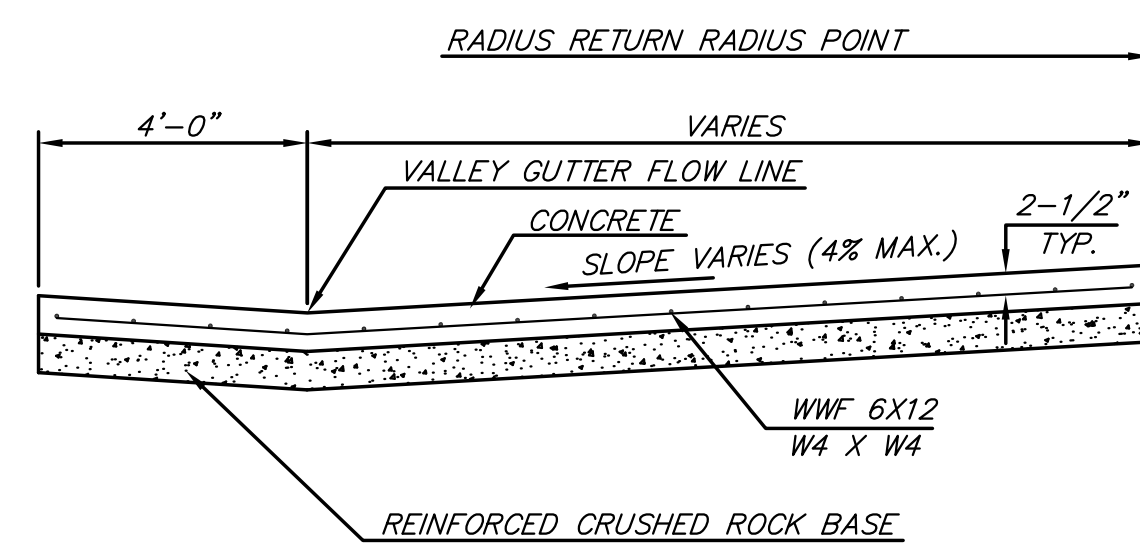 RADIUS RETURN RADIUS POINT
4'-0"
VARIES
VALLEY GUTTER FLOW LINE
2-1/2"
TYP.
CONCRETE
SLOPE VARIES (4% MAX.)
WWF 6X12
W4 X W4
REINFORCED CRUSHED ROCK BASE